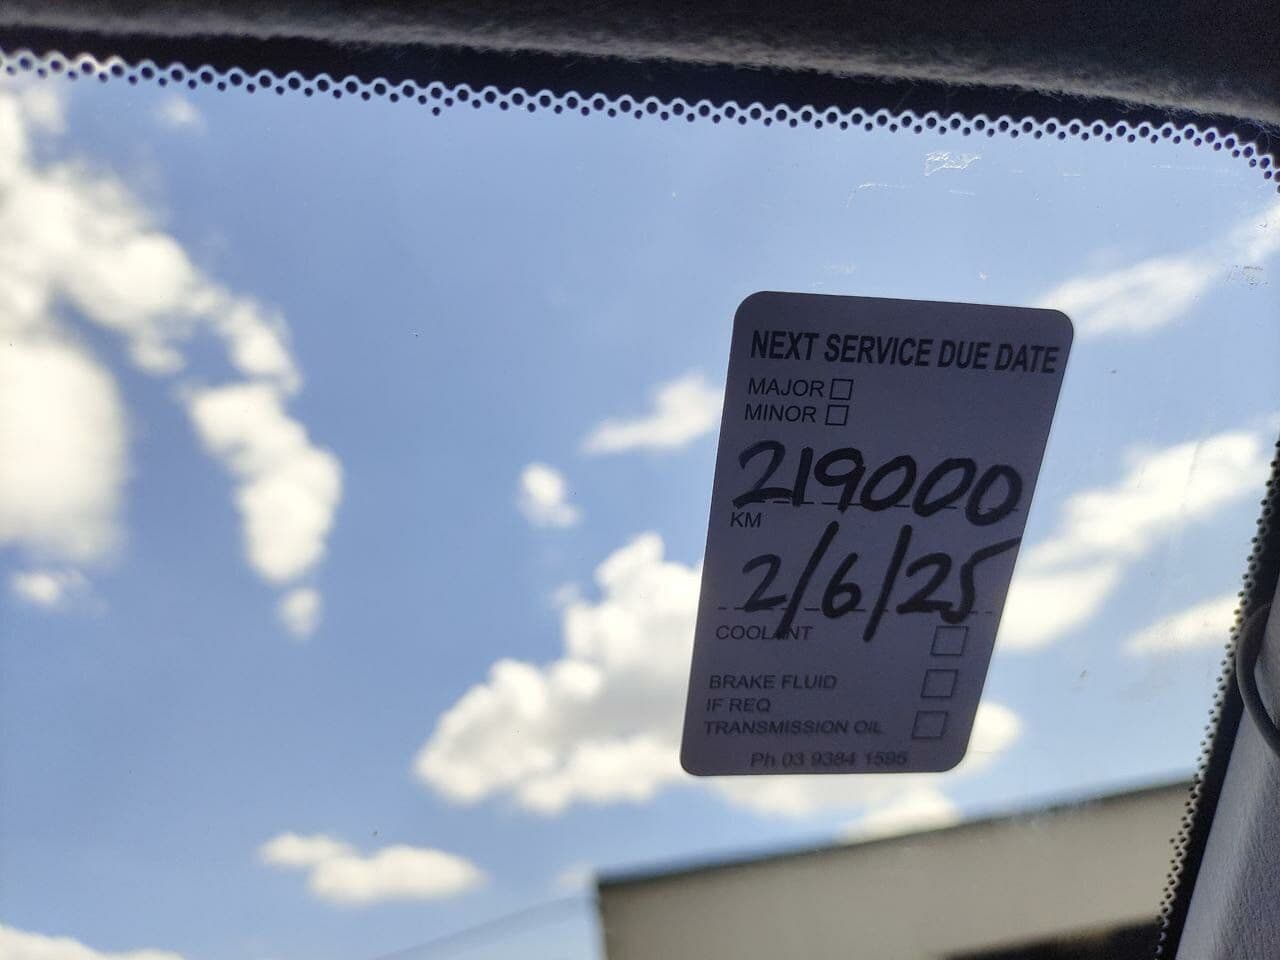 NEXT SERVICE DUE DATE
MAJOR
MINOR
219000
KM
2/6/25
COOLANT
BRAKE FLUID
IF REQ
TRANSMISSION OIL
Ph 03 9384 1595